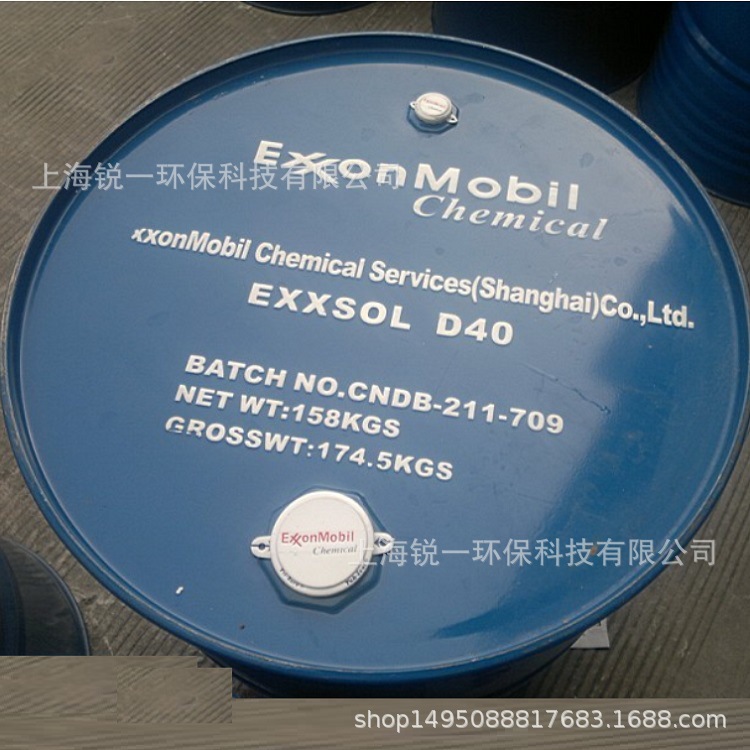 ExxonMobil
Chemical
上海锐一环保科技有限公司
xxonMobil Chemical Services(Shanghai)Co.,Ltd.
EXXSOL D40
BATCH NO.CNDB-211-709
NET WT:158KGS
GROSSWT:174.5KGS
ExxonMobil
Chemical
上海锐一环保科技有限公司
shop1495088817683.1688.com